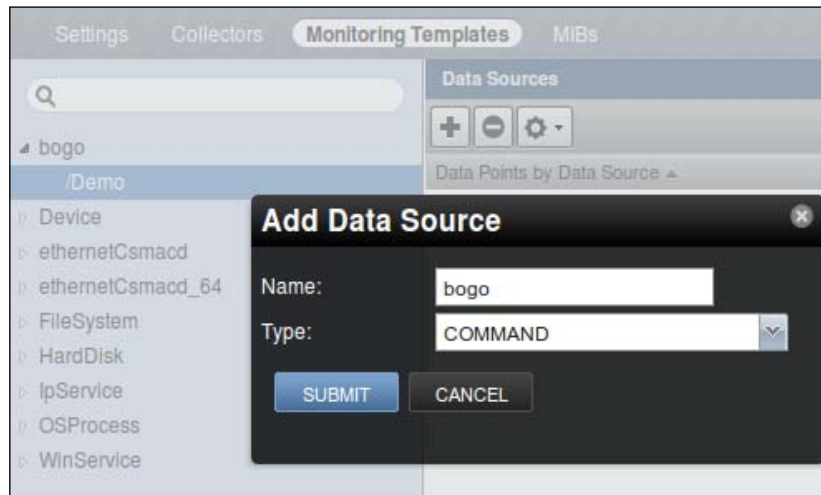 Settings Collectors Monitoring Templates MIBs
Data Sources
bogo
/Demo
Data Points by Data Source
Device
ethernetCsmacd
ethernetCsmacd_64
FileSystem
HardDisk
IpService
OSProcess
WinService
Add Data Source
Name: bogo
Type: COMMAND
SUBMIT CANCEL